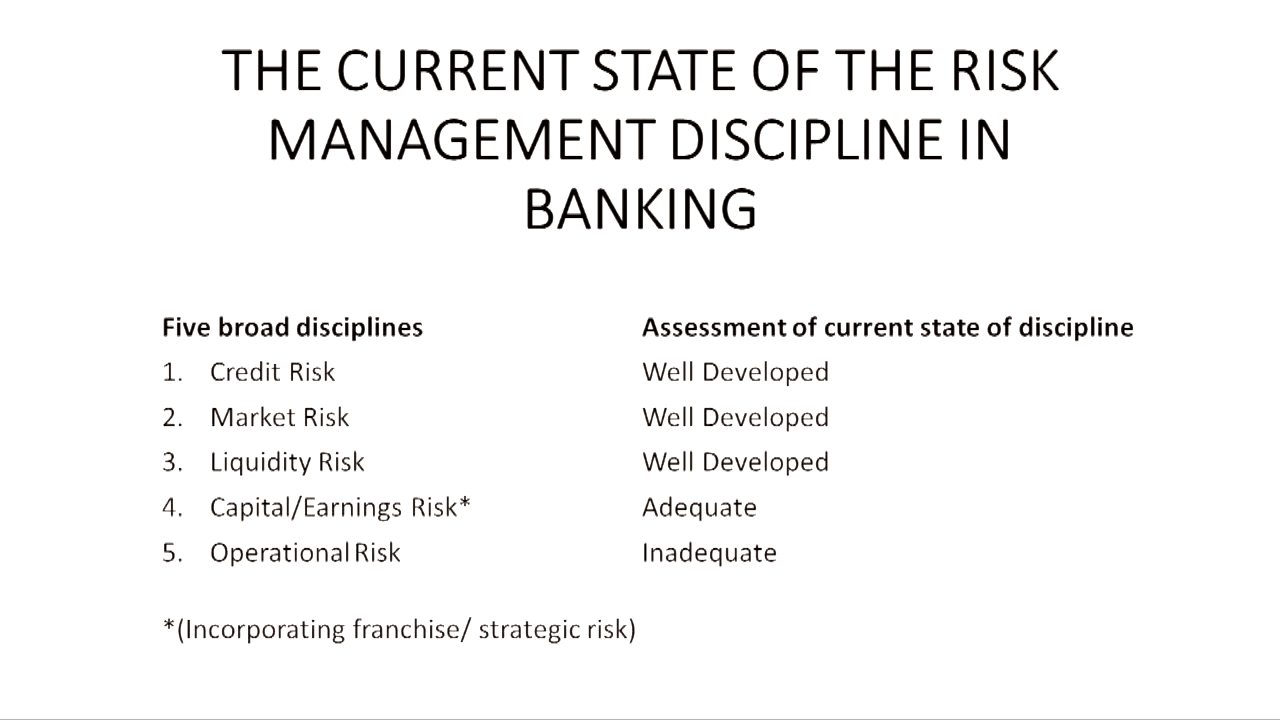 THE CURRENT STATE OF THE RISK
MANAGEMENT DISCIPLINE IN
BANKING
Five broad disciplines Assessment of current state of discipline
1. Credit Risk Well Developed
2. Market Risk Well Developed
3. Liquidity Risk Well Developed
4. Capital/Earnings Risk* Adequate
5. Operational Risk Inadequate
*(Incorporating franchise/ strategic risk)